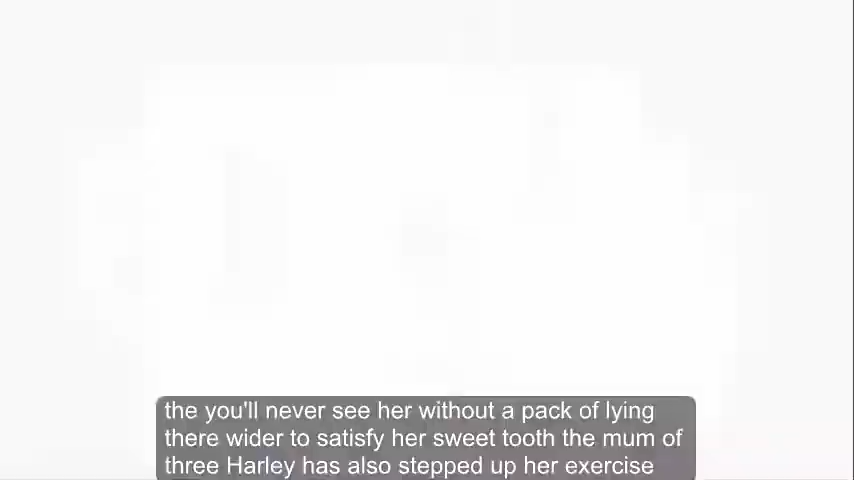 the you'll never see her without a pack of lying
there wider to satisfy her sweet tooth the mum of
three Harley has also stepped up her exercise